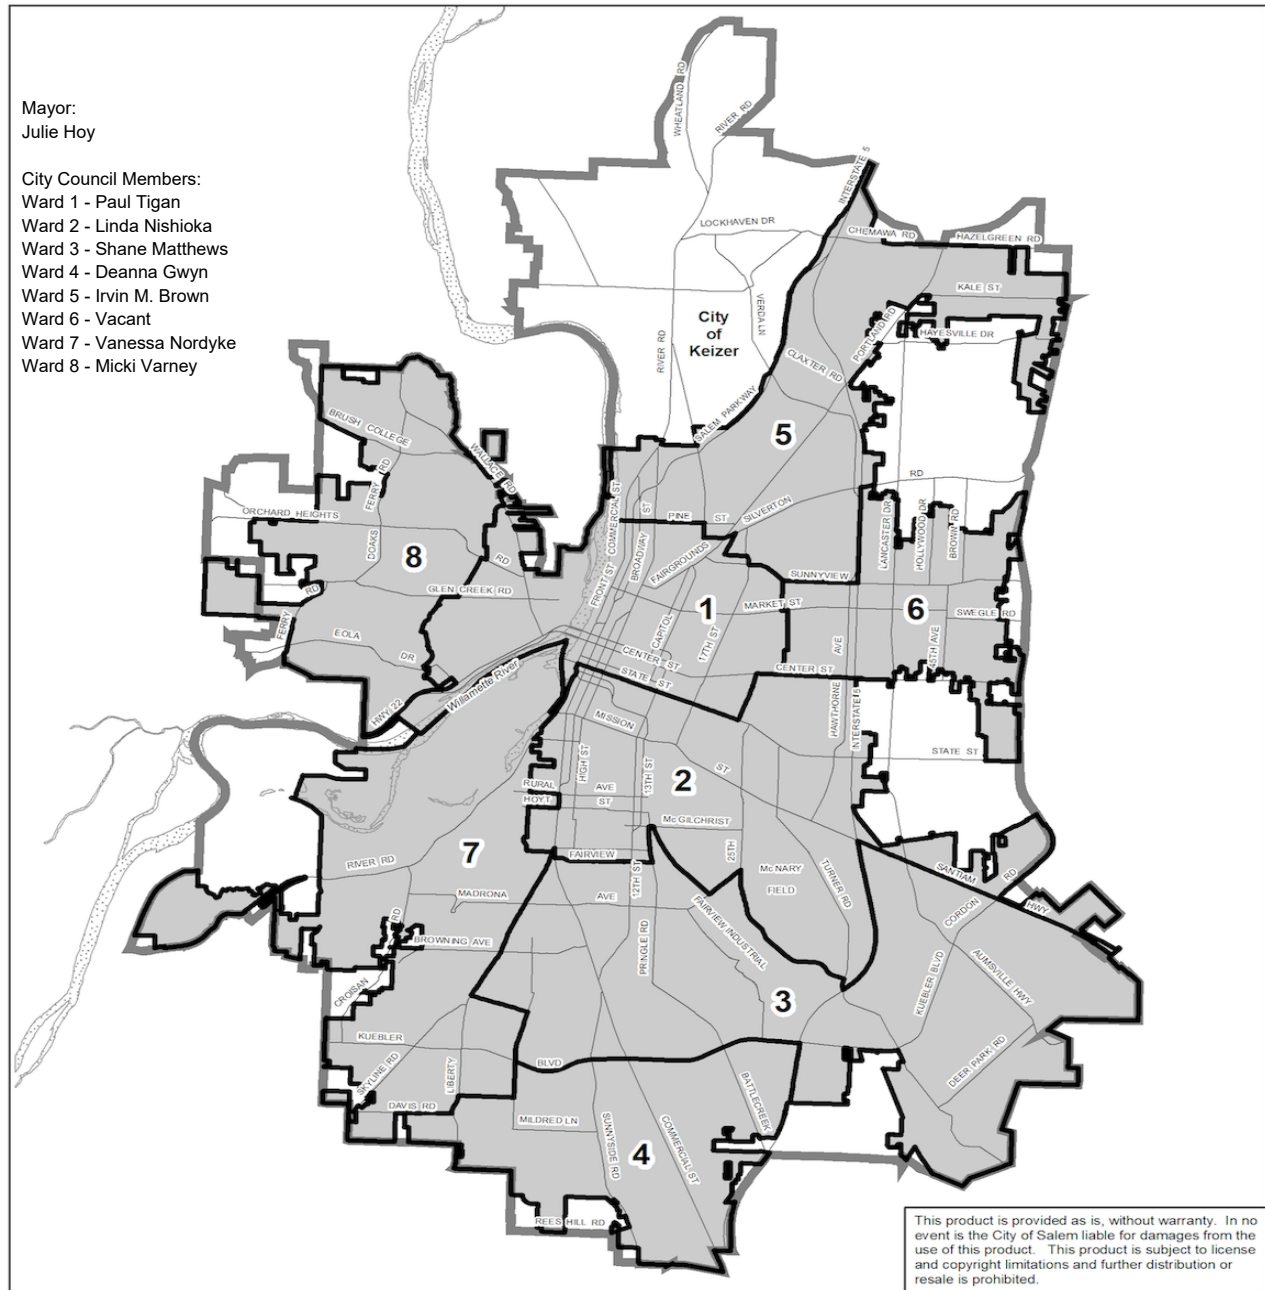 Mayor:
Julie Hoy
City Council Members:
Ward 1 - Paul Tigan
Ward 2 - Linda Nishioka
Ward 3 - Shane Matthews
Ward 4 - Deanna Gwyn
Ward 5 - Irvin M. Brown
Ward 6 - Vacant
Ward 7 - Vanessa Nordyke
Ward 8 - Micki Varney
WHEATLAND RD
RIVER RD
INTERSTATE 5
LOCKHAVEN DR
CHEMAWA RD
HAZELGREEN RD
KALE ST
VERDA LN
City
of
Keizer
RIVER RD
PORTLAND RD
HAYESVILLE DR
CLAXTER RD
SALEM PARKWAY
5
BRUSH COLLEGE
RD
WALLACE RD
FERRY
RD
ORCHARD HEIGHTS
DOAKS
8
RD
GLEN CREEK RD
RD
FERRY
EOLA
DR
HWY 22
Willamette River
COMMERCIAL ST
ST
PINE ST
SILVERTON
BROADWAY
FAIRGROUNDS
FRONT ST
LANCASTER DR
HOLLYWOOD DR
BROWN RD
SUNNYVIEW
1
MARKET ST
6
SWEGLE RD
CAPITOL
17TH ST
AVE
45TH AVE
CENTER ST
CENTER ST
STATE ST
HAWTHORNE
INTERSTATE 5
MISSION
ST
STATE ST
HIGH ST
13TH ST
2
RURAL AVE
HOYT ST
McGILCHRIST
7
RIVER RD
FAIRVIEW
25TH
McNARY
FIELD
TURNER RD
SANTIAM
RD
HWY
12TH ST
MADRONA AVE
CORDON
RD
BROWNING AVE
PRINGLE RD
FAIRVIEW INDUSTRIAL
CROISAN
KUEBLER BLVD
AUMSVILLE HWY
3
KUEBLER
BLVD
SKYLINE RD
LIBERTY
DEER PARK RD
DAVIS RD
BATTLECREEK
MILDRED LN
SUNNYSIDE RD
COMMERCIAL ST
4
REES HILL RD
This product is provided as is, without warranty. In no
event is the City of Salem liable for damages from the
use of this product. This product is subject to license
and copyright limitations and further distribution or
resale is prohibited.